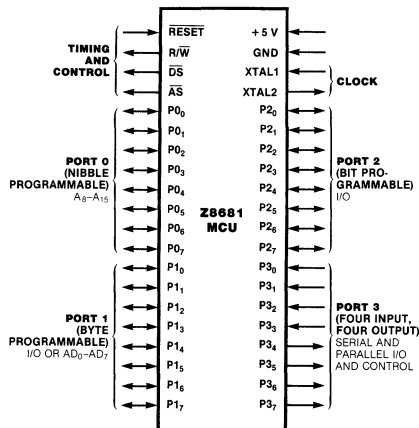 TIMING
AND
CONTROL
RESET
R/W
DS
AS
PORT 0
(NIBBLE
PROGRAMMABLE)
A8–A15
P00
P01
P02
P03
P04
P05
P06
P07
PORT 1
(BYTE
PROGRAMMABLE)
I/O OR AD0–AD7
P10
P11
P12
P13
P14
P15
P16
P17
Z8681
MCU
+5 V
GND
XTAL1
XTAL2
CLOCK
P20
P21
P22
P23
P24
P25
P26
P27
PORT 2
(BIT PRO-
GRAMMABLE)
I/O
P30
P31
P32
P33
P34
P35
P36
P37
PORT 3
(FOUR INPUT,
FOUR OUTPUT)
SERIAL AND
PARALLEL I/O
AND CONTROL